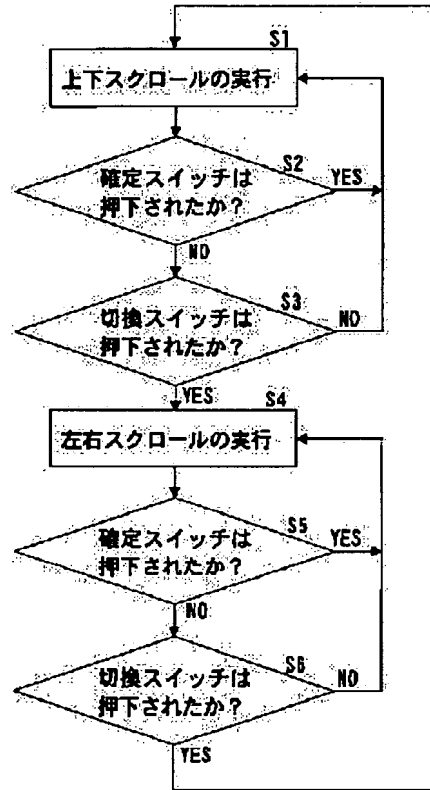 S1
上下スクロールの実行
S2
確定スイッチは
押下されたか?
YES
NO
S3
切換スイッチは
押下されたか?
NO
YES
S4
左右スクロールの実行
S5
確定スイッチは
押下されたか?
YES
NO
S6
切換スイッチは
押下されたか?
NO
YES